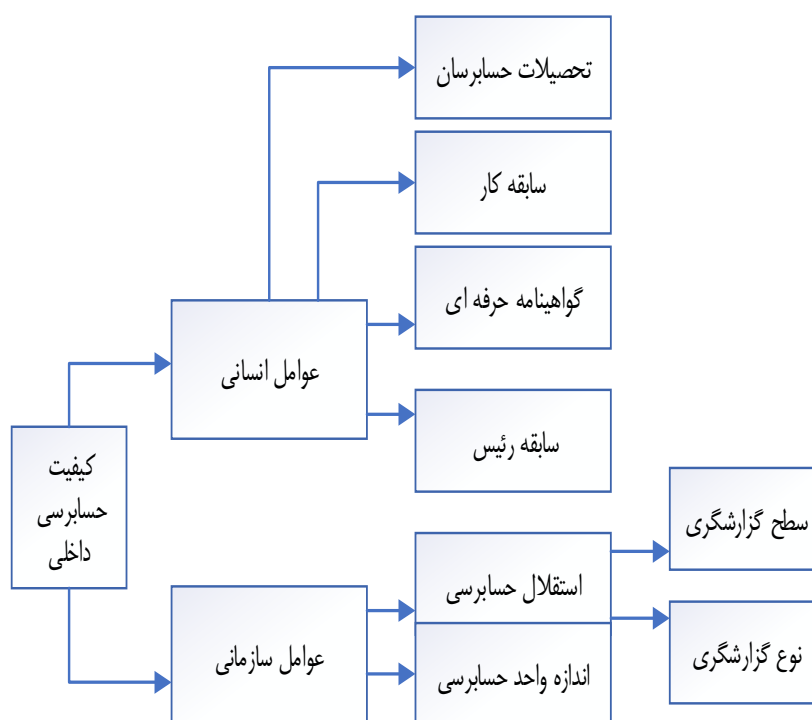 تحصیلات حسابرسان
سابقه کار
گواهینامه حرفه ای
عوامل انسانی
سابقه رئیس
کیفیت
حسابرسی
داخلی
سطح گزارشگری
استقلال حسابرسی
نوع گزارشگری
عوامل سازمانی
اندازه واحد حسابرسی